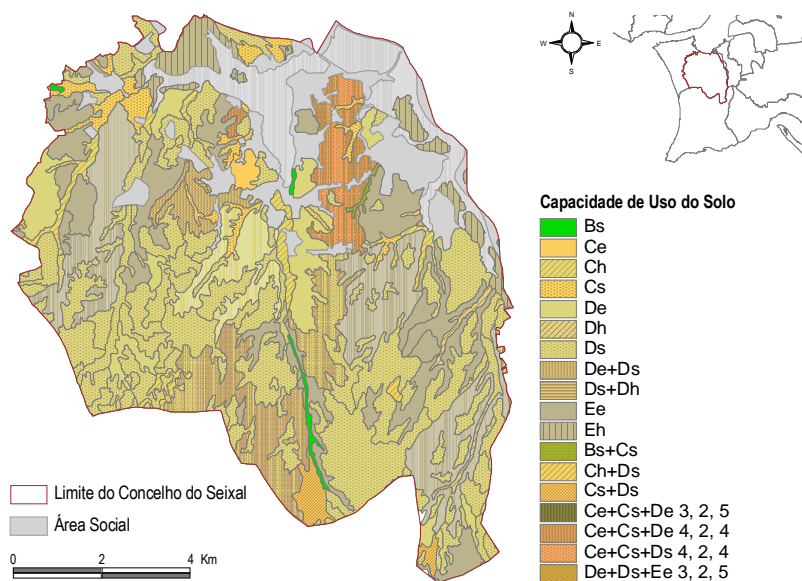 N
W E
S
Capacidade de Uso do Solo
Bs
Ce
Ch
Cs
De
Dh
Ds
De+Ds
Ds+Dh
Ee
Eh
Bs+Cs
Ch+Ds
Cs+Ds
Ce+Cs+De 3, 2, 5
Ce+Cs+De 4, 2, 4
Ce+Cs+Ds 4, 2, 4
De+Ds+Ee 3, 2, 5
Limite do Concelho do Seixal
Área Social
0 2 4 Km